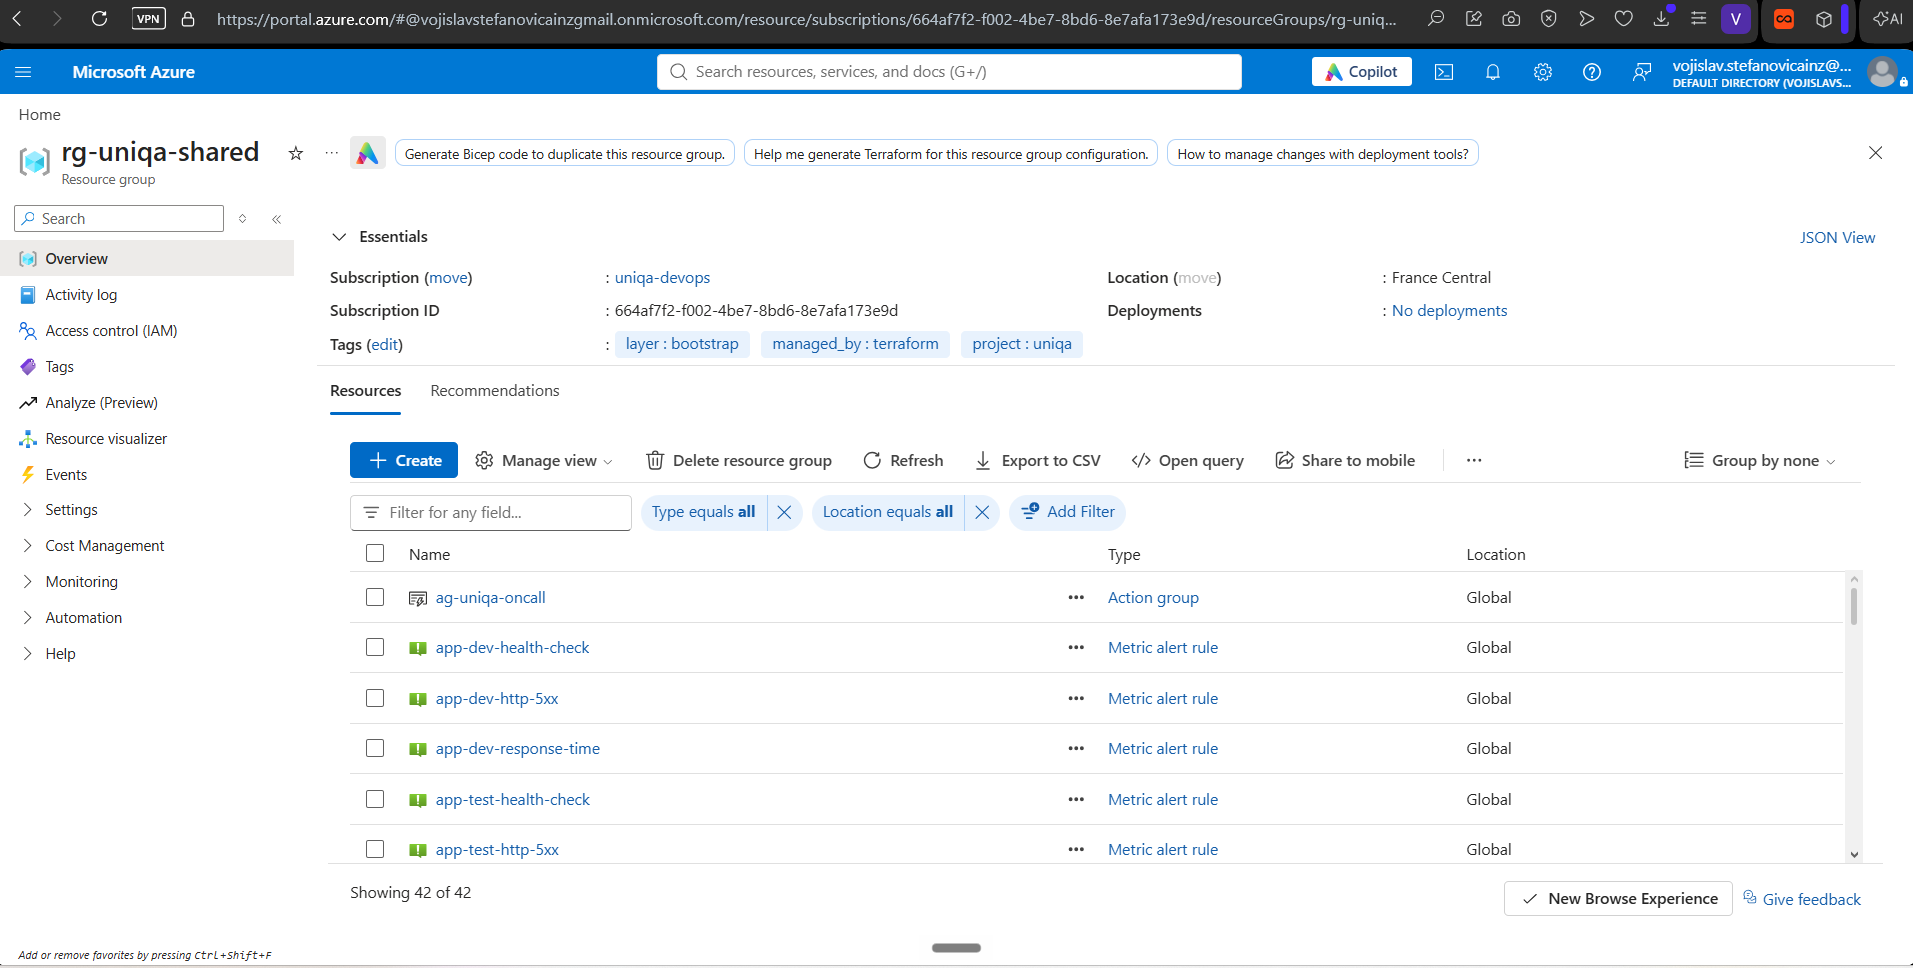 VPN
https://portal.azure.com/#@vojislavstefanovicainzgmail.onmicrosoft.com/resource/subscriptions/664af7f2-f002-4be7-8bd6-8e7afa173e9d/resourceGroups/rg-uniq...
V
AI
Microsoft Azure
Search resources, services, and docs (G+/)
Copilot
vojislav.stefanovicainz@...
DEFAULT DIRECTORY (VOJISLAVS...
Home
rg-uniqa-shared
Resource group
Generate Bicep code to duplicate this resource group.
Help me generate Terraform for this resource group configuration.
How to manage changes with deployment tools?
Search
Overview
Activity log
Access control (IAM)
Tags
Analyze (Preview)
Resource visualizer
Events
Settings
Cost Management
Monitoring
Automation
Help
Essentials
JSON View
Subscription (move) : uniqa-devops
Location (move) : France Central
Subscription ID : 664af7f2-f002-4be7-8bd6-8e7afa173e9d
Deployments : No deployments
Tags (edit) : layer : bootstrap managed_by : terraform project : uniqa
Resources Recommendations
Create Manage view Delete resource group Refresh Export to CSV Open query Share to mobile Group by none
Filter for any field... Type equals all Location equals all Add Filter
Name Type Location
ag-uniqa-oncall Action group Global
app-dev-health-check Metric alert rule Global
app-dev-http-5xx Metric alert rule Global
app-dev-response-time Metric alert rule Global
app-test-health-check Metric alert rule Global
app-test-http-5xx Metric alert rule Global
Showing 42 of 42
New Browse Experience
Give feedback
Add or remove favorites by pressing Ctrl+Shift+F